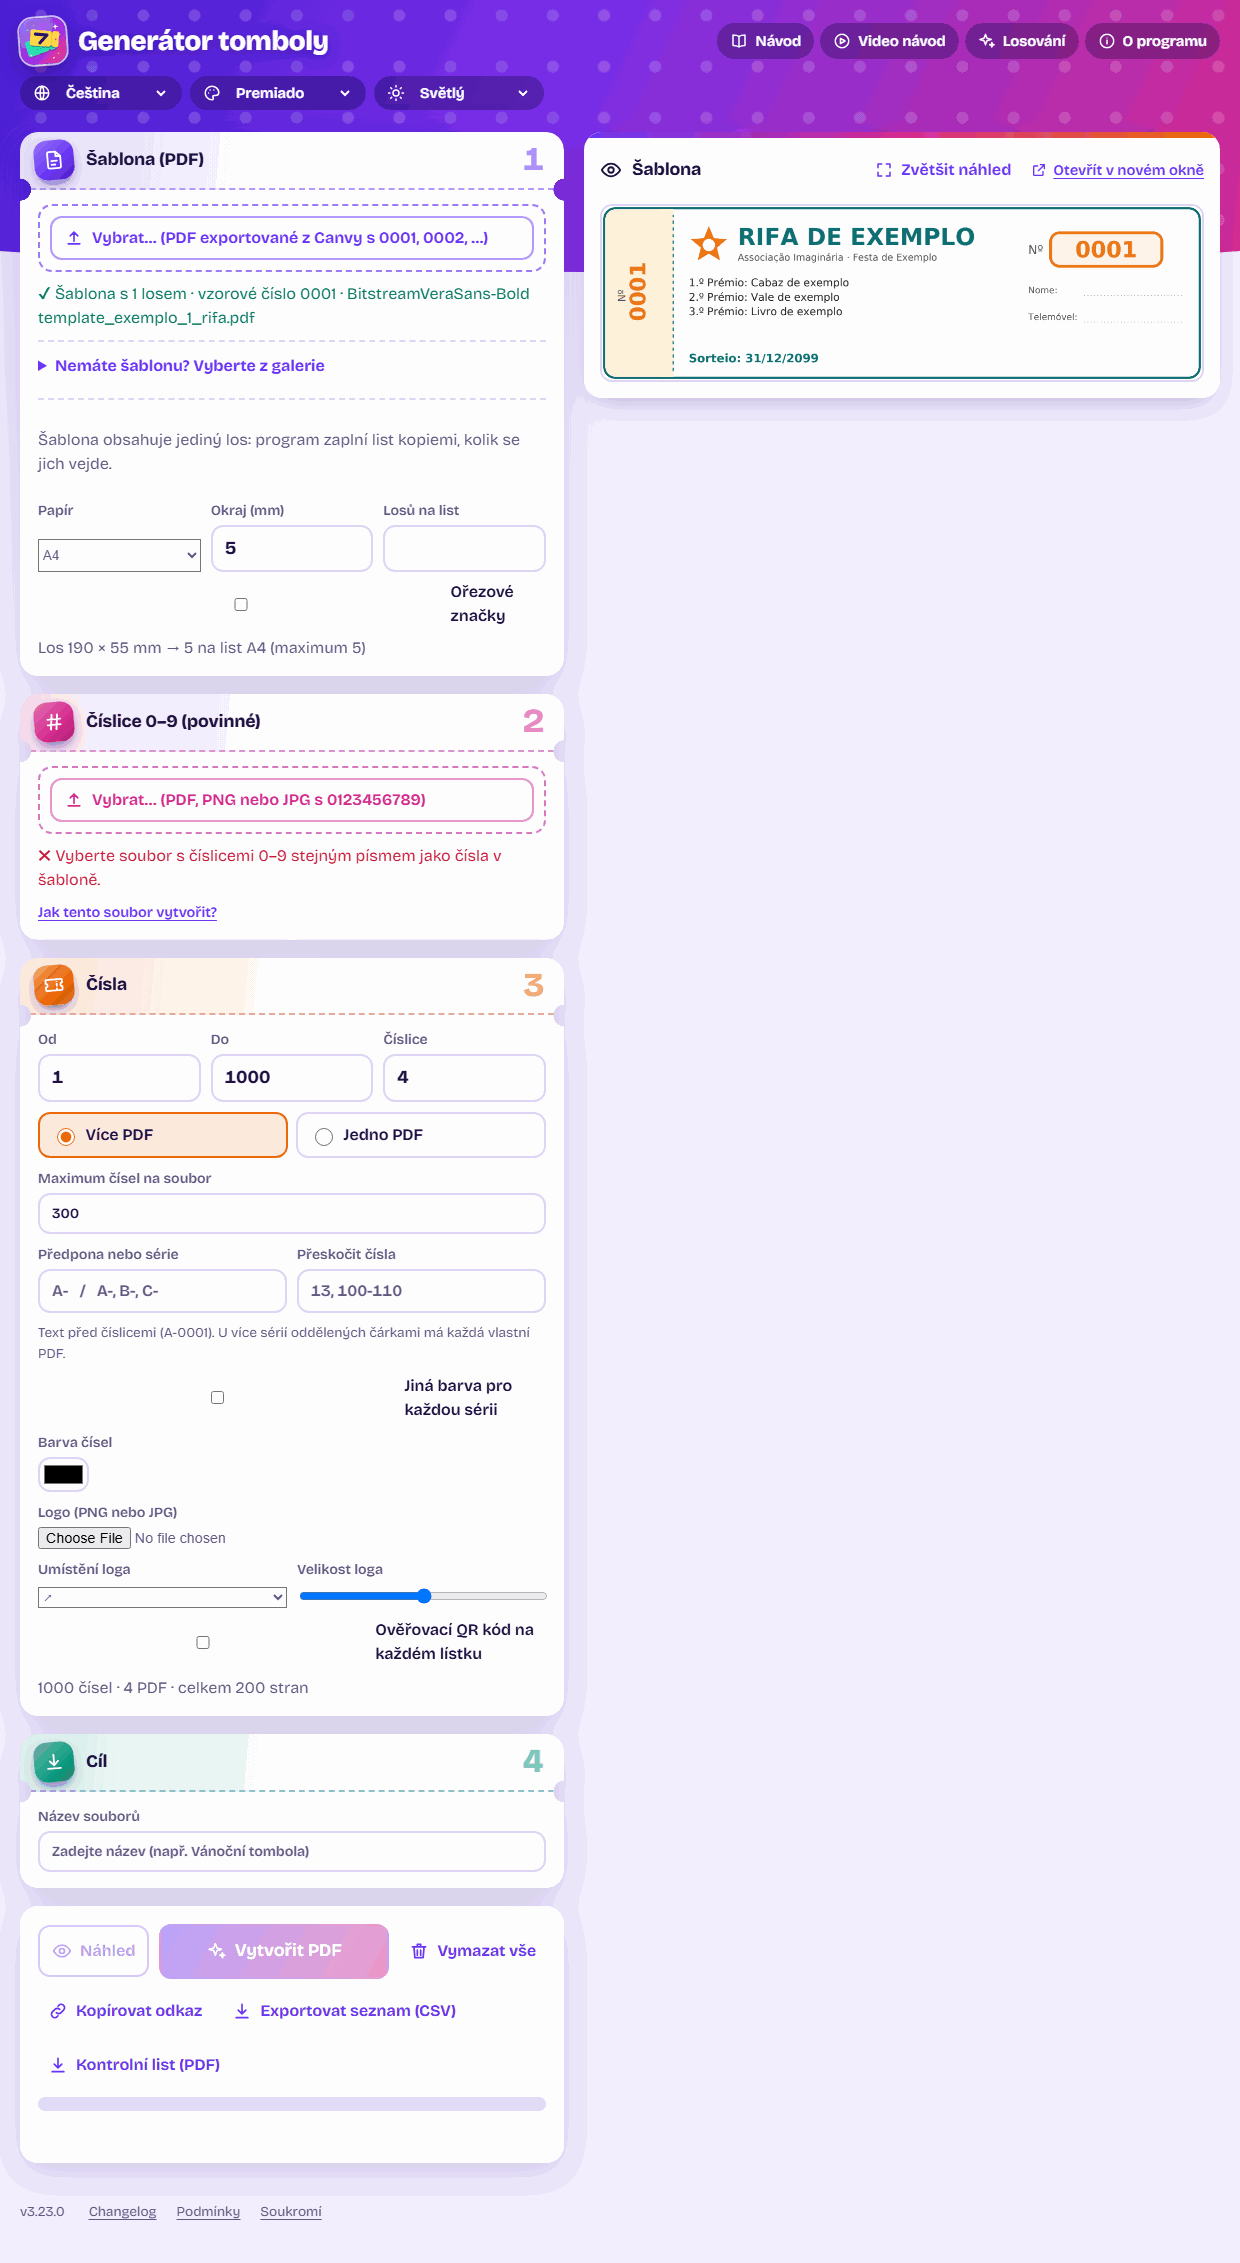 Generátor tomboly
Návod
Video návod
Losování
O programu
Čeština
Premiado
Světlý
Šablona (PDF)
1
Vybrat... (PDF exportované z Canvy s 0001, 0002, ...)
✓ Šablona s 1 losem · vzorové číslo 0001 · BitstreamVeraSans-Bold
template_exemplo_1_rifa.pdf
Nemáte šablonu? Vyberte z galerie
Šablona obsahuje jediný los: program zaplní list kopiemi, kolik se
jich vejde.
Papír
Okraj (mm)
Losů na list
A4
5
Ořezové
značky
Los 190 × 55 mm → 5 na list A4 (maximum 5)
Číslice 0–9 (povinné)
2
Vybrat... (PDF, PNG nebo JPG s 0123456789)
✕ Vyberte soubor s číslicemi 0–9 stejným písmem jako čísla v
šabloně.
Jak tento soubor vytvořit?
Čísla
3
Od
Do
Číslice
1
1000
4
Více PDF
Jedno PDF
Maximum čísel na soubor
300
Předpona nebo série
Přeskočit čísla
A- / A-, B-, C-
13, 100-110
Text před číslicemi (A-0001). U více sérií oddělených čárkami má každá vlastní
PDF.
Jiná barva pro
každou sérii
Barva čísel
Logo (PNG nebo JPG)
Choose File No file chosen
Umístění loga
Velikost loga
↗
Ověřovací QR kód na
každém lístku
1000 čísel · 4 PDF · celkem 200 stran
Cíl
4
Název souborů
Zadejte název (např. Vánoční tombola)
Náhled
Vytvořit PDF
Vymazat vše
Kopírovat odkaz
Exportovat seznam (CSV)
Kontrolní list (PDF)
v3.23.0
Changelog
Podmínky
Soukromí
Šablona
Zvětšit náhled
Otevřít v novém okně
Nº
0001
RIFA DE EXEMPLO
Associação Imaginária · Festa de Exemplo
1.º Prémio: Cabaz de exemplo
2.º Prémio: Vale de exemplo
3.º Prémio: Livro de exemplo
Sorteio: 31/12/2099
Nº
0001
Nome:
Telemóvel: